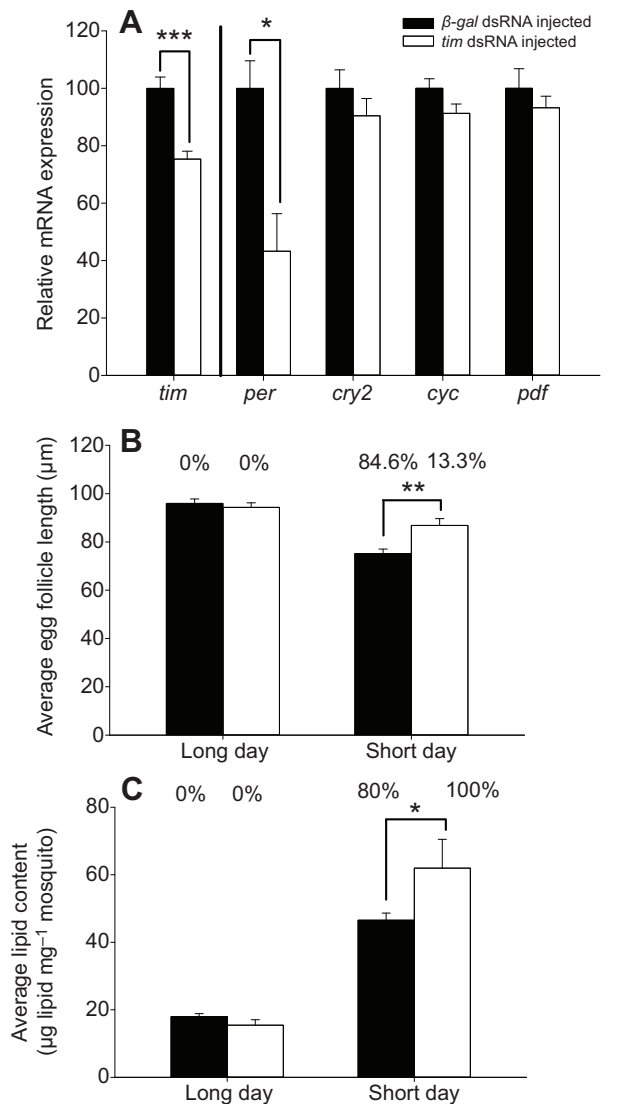 A
β-gal dsRNA injected
tim dsRNA injected
120
100
80
60
40
20
0
Relative mRNA expression
***
*
tim per cry2 cyc pdf
B
120
100
80
60
40
20
0
Average egg follicle length (µm)
0% 0% 84.6% 13.3%
**
Long day Short day
C
80
60
40
20
0
Average lipid content
(µg lipid mg⁻¹ mosquito)
0% 0% 80% 100%
*
Long day Short day